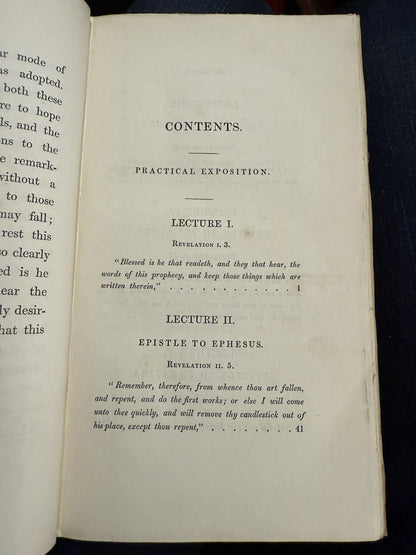 ar mode of
as adopted.
both these
re to hope
ls, and the
ns to the
e remark-
without a
to those
may fall;
rest this
so clearly
ed is he
near the
ly desir-
hat this
CONTENTS.
PRACTICAL EXPOSITION.
LECTURE I.
REVELATION I. 3.
"Blessed is he that readeth, and they that hear, the
words of this prophecy, and keep those things which are
written therein," . . . . . . . . . . . 1
LECTURE II.
EPISTLE TO EPHESUS.
REVELATION II. 5.
"Remember, therefore, from whence thou art fallen,
and repent, and do the first works; or else I will come
unto thee quickly, and will remove thy candlestick out of
his place, except thou repent," . . . . . . . 41